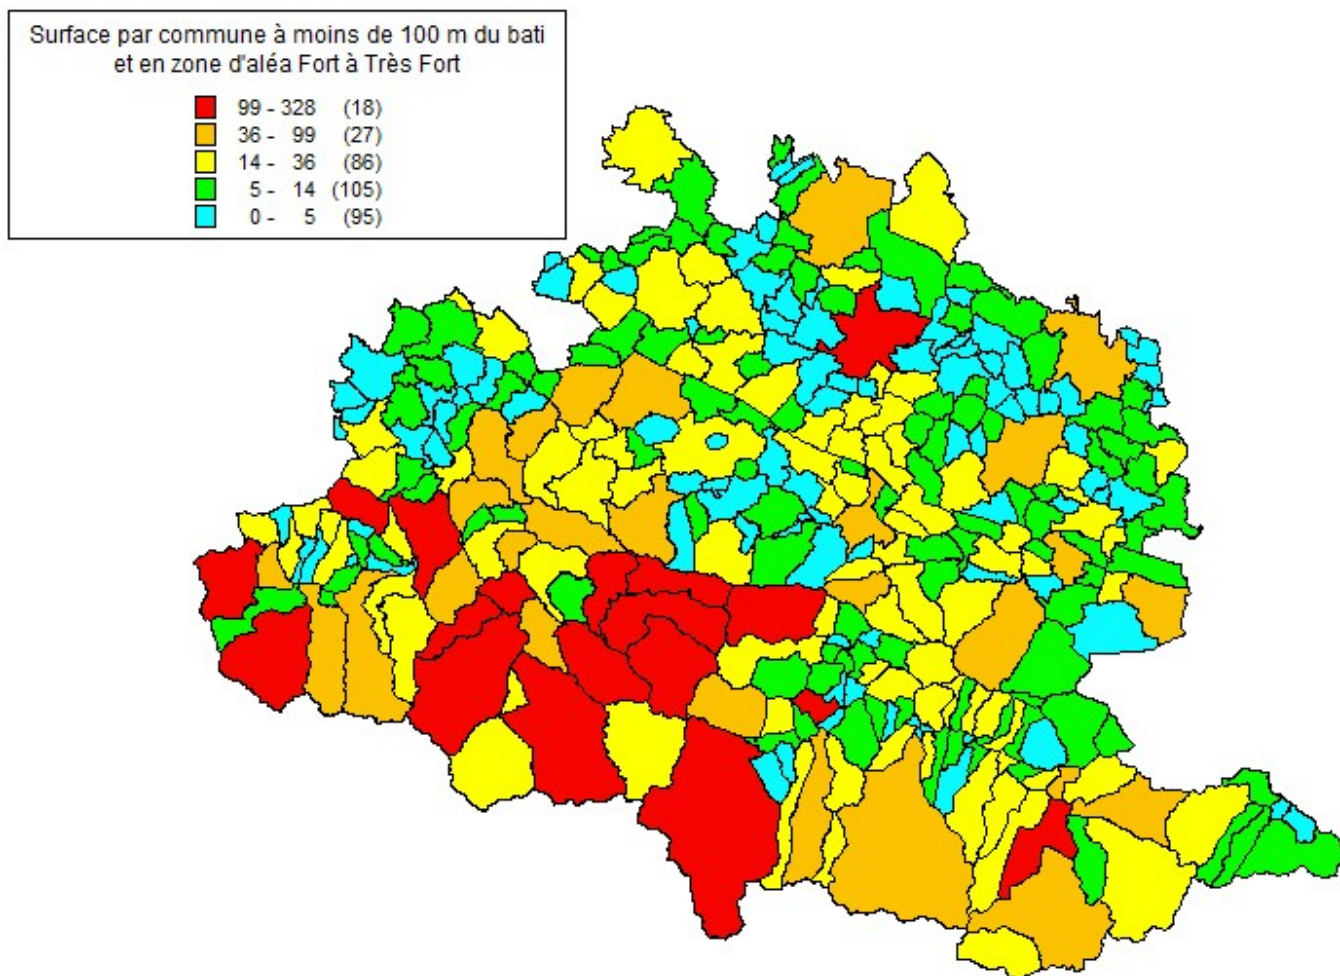 Surface par commune à moins de 100 m du bati
et en zone d'aléa Fort à Très Fort
99 - 328 (18)
36 - 99 (27)
14 - 36 (86)
5 - 14 (105)
0 - 5 (95)